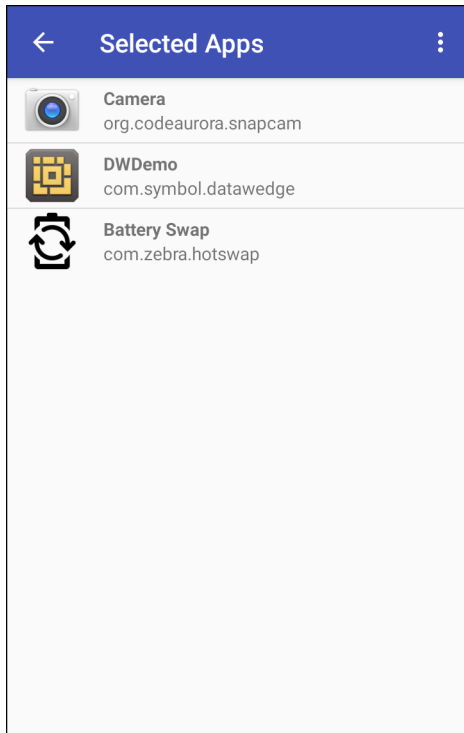 Selected Apps
Camera
org.codeaurora.snapcam
DWDemo
com.symbol.datawedge
Battery Swap
com.zebra.hotswap